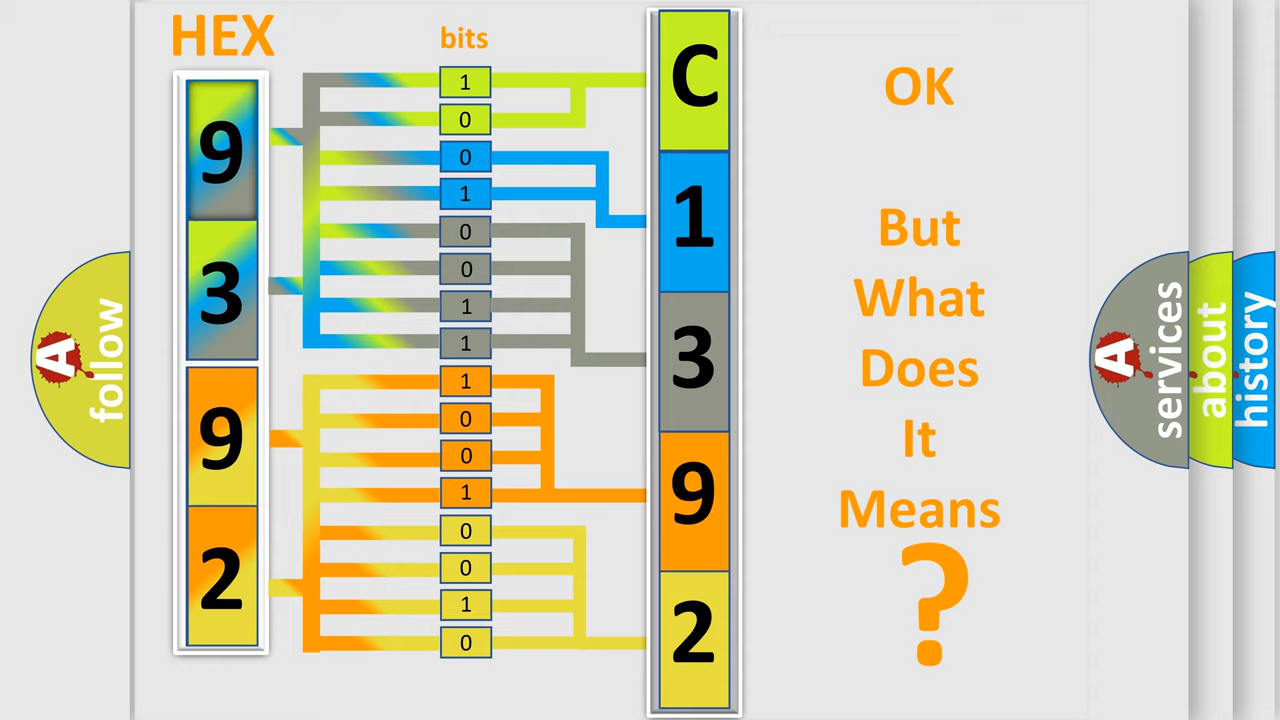 HEX
bits
9
3
9
2
1
0
0
1
0
0
1
1
1
0
0
1
0
0
1
0
C
1
3
9
2
OK
But
What
Does
It
Means
?
A
follow
A
services
about
history